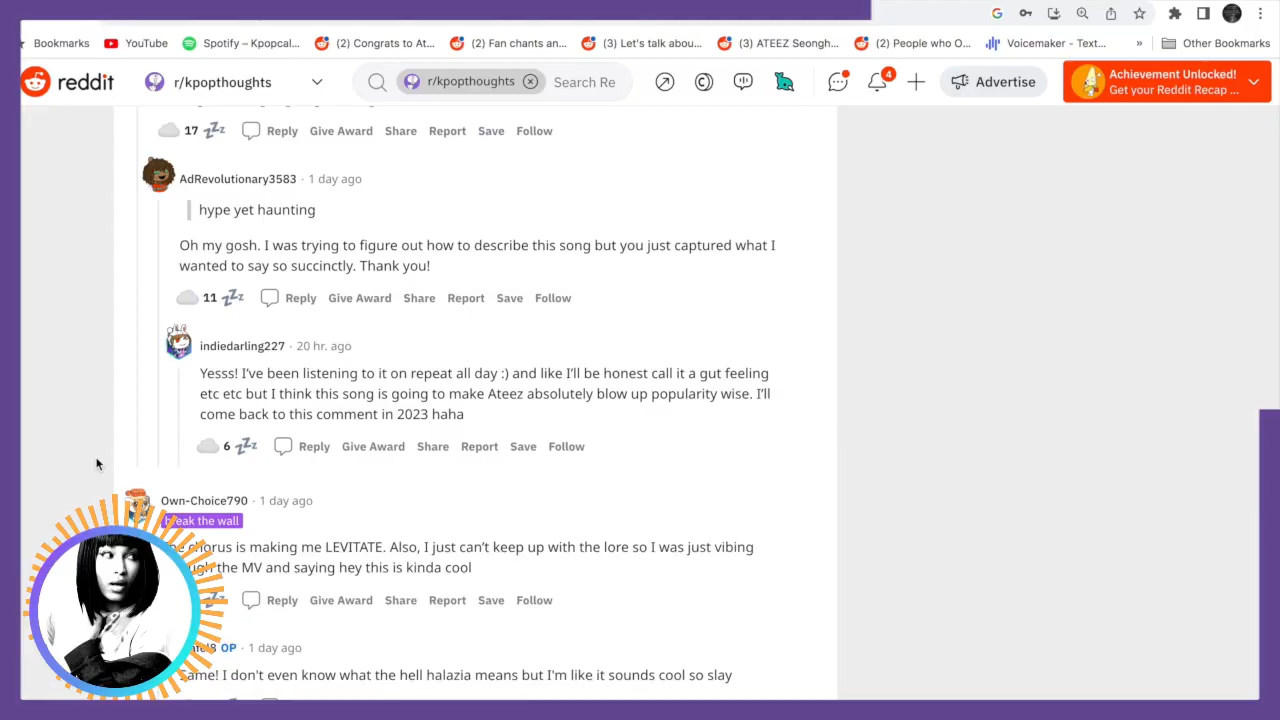 Bookmarks YouTube Spotify – Kpopcal... (2) Congrats to At... (2) Fan chants an... (3) Let's talk abou... (3) ATEEZ Seongh... (2) People who O... Voicemaker - Text... » Other Bookmarks
reddit r/kpopthoughts r/kpopthoughts Search Re 4 Advertise
Achievement Unlocked!
Get your Reddit Recap ...
17 Reply Give Award Share Report Save Follow
AdRevolutionary3583 · 1 day ago
hype yet haunting
Oh my gosh. I was trying to figure out how to describe this song but you just captured what I
wanted to say so succinctly. Thank you!
11 Reply Give Award Share Report Save Follow
indiedarling227 · 20 hr. ago
Yesss! I've been listening to it on repeat all day :) and like I'll be honest call it a gut feeling
etc etc but I think this song is going to make Ateez absolutely blow up popularity wise. I'll
come back to this comment in 2023 haha
6 Reply Give Award Share Report Save Follow
Own-Choice790 · 1 day ago
break the wall
chorus is making me LEVITATE. Also, I just can't keep up with the lore so I was just vibing
the MV and saying hey this is kinda cool
Reply Give Award Share Report Save Follow
OP · 1 day ago
Same! I don't even know what the hell halazia means but I'm like it sounds cool so slay